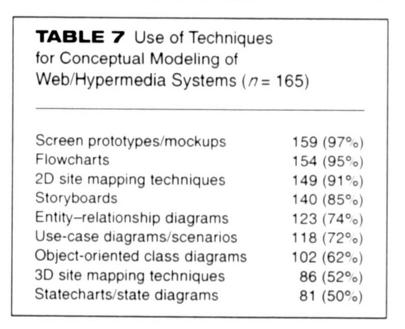 TABLE 7 Use of Techniques
for Conceptual Modeling of
Web/Hypermedia Systems (n = 165)
Screen prototypes/mockups 159 (97%)
Flowcharts 154 (95%)
2D site mapping techniques 149 (91%)
Storyboards 140 (85%)
Entity–relationship diagrams 123 (74%)
Use-case diagrams/scenarios 118 (72%)
Object-oriented class diagrams 102 (62%)
3D site mapping techniques 86 (52%)
Statecharts/state diagrams 81 (50%)